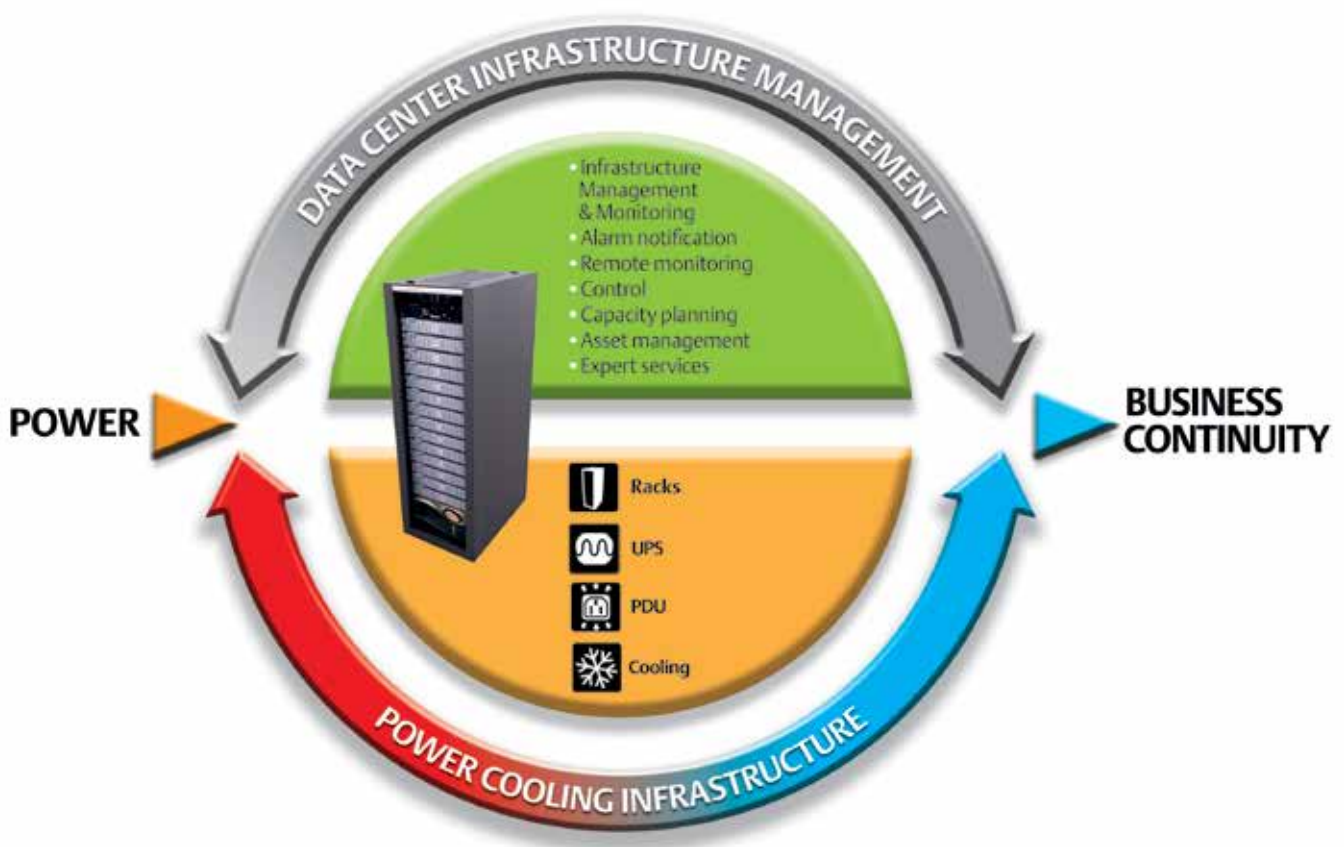 DATA CENTER INFRASTRUCTURE MANAGEMENT
• Infrastructure
Management
& Monitoring
• Alarm notification
• Remote monitoring
• Control
• Capacity planning
• Asset management
• Expert services
POWER
BUSINESS
CONTINUITY
Racks
UPS
PDU
Cooling
POWER COOLING INFRASTRUCTURE